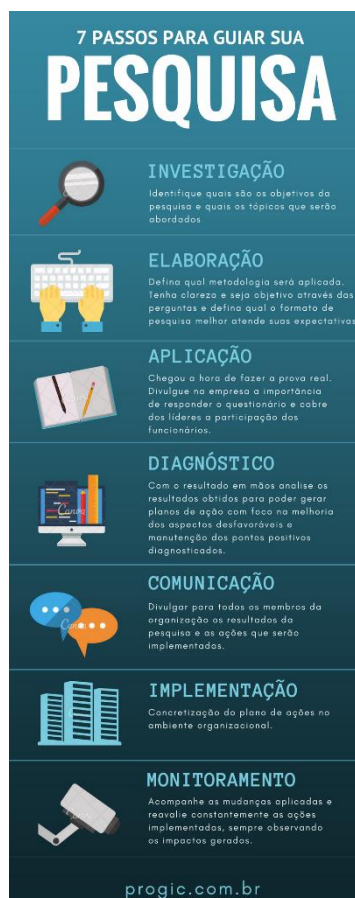 7 PASSOS PARA GUIAR SUA
PESQUISA
INVESTIGAÇÃO
Identifique quais são os objetivos da
pesquisa e quais os tópicos que serão
abordados
ELABORAÇÃO
Defina qual metodologia será aplicada.
Tenha clareza e seja objetivo através das
perguntas e defina qual o formato de
pesquisa melhor atende suas expectativas
APLICAÇÃO
Chegou a hora de fazer a prova real.
Divulgue na empresa a importância
de responder o questionário e cobre
dos líderes a participação dos
funcionários.
DIAGNÓSTICO
Com o resultado em mãos analise os
resultados obtidos para poder gerar
planos de ação com foco na melhoria
dos aspectos desfavoráveis e
manutenção dos pontos positivos
diagnosticados.
COMUNICAÇÃO
Divulgar para todos os membros da
organização os resultados da
pesquisa e as ações que serão
implementadas.
IMPLEMENTAÇÃO
Concretização do plano de ações no
ambiente organizacional.
MONITORAMENTO
Acompanhe as mudanças aplicadas e
reavalie constantemente as ações
implementadas, sempre observando
os impactos gerados.
progic.com.br